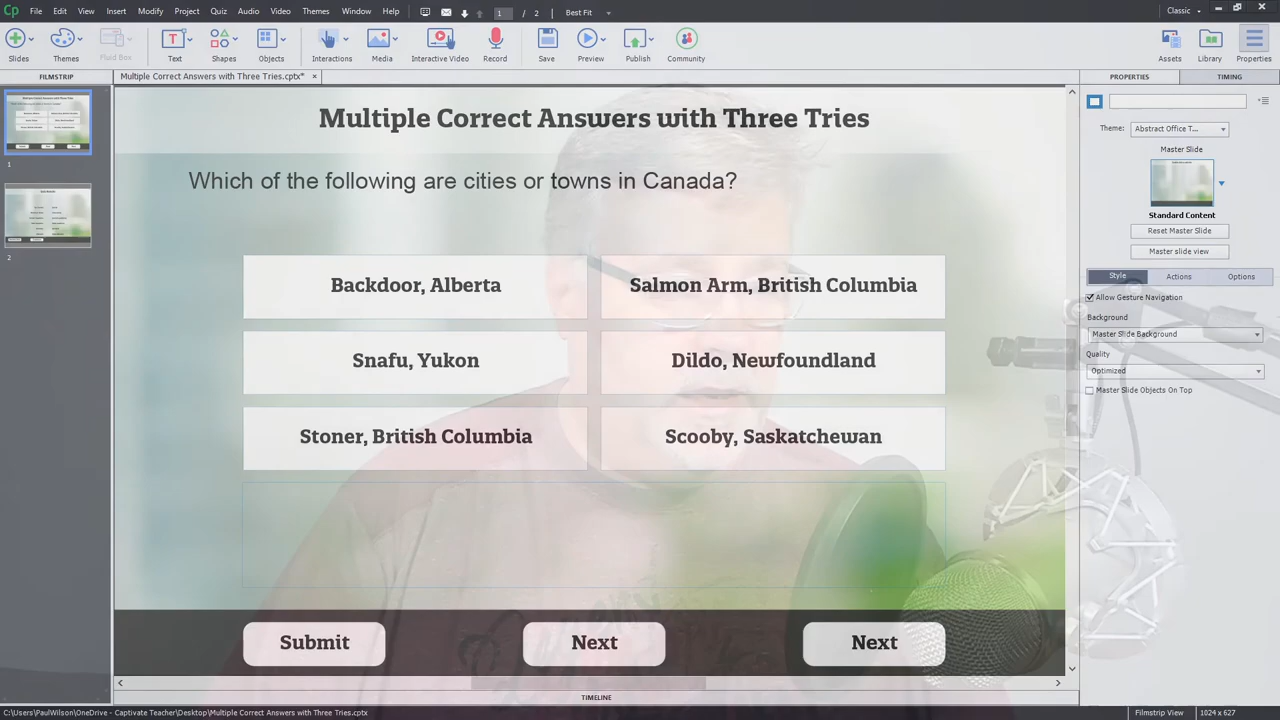 Cp File Edit View Insert Modify Project Quiz Audio Video Themes Window Help 1 / 2 Best Fit Classic
Slides Themes Fluid Box Text Shapes Objects Interactions Media Interactive Video Record Save Preview Publish Community Assets Library Properties
FILMSTRIP Multiple Correct Answers with Three Tries.cptx* × PROPERTIES TIMING
Multiple Correct Answers with Three Tries
Which of the following are cities or towns in Canada?
Backdoor, Alberta Salmon Arm, British Columbia
Snafu, Yukon Dildo, Newfoundland
Stoner, British Columbia Scooby, Saskatchewan
Submit Next Next
1
2
Theme: Abstract Office T...
Master Slide
Standard Content
Reset Master Slide
Master slide view
Style Actions Options
Allow Gesture Navigation
Background
Master Slide Background
Quality
Optimized
Master Slide Objects On Top
TIMELINE
C:\Users\PaulWilson\OneDrive - Captivate Teacher\Desktop\Multiple Correct Answers with Three Tries.cptx Filmstrip View 1024 x 627